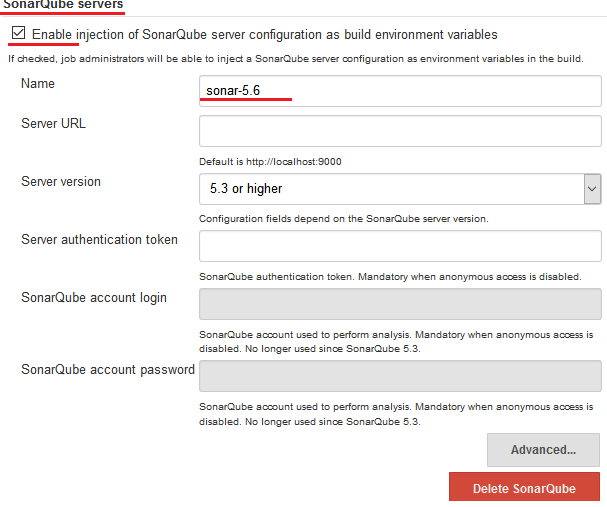 SonarQube servers
Enable injection of SonarQube server configuration as build environment variables
If checked, job administrators will be able to inject a SonarQube server configuration as environment variables in the build.
Name
sonar-5.6
Server URL
Default is http://localhost:9000
Server version
5.3 or higher
Configuration fields depend on the SonarQube server version.
Server authentication token
SonarQube authentication token. Mandatory when anonymous access is disabled.
SonarQube account login
SonarQube account used to perform analysis. Mandatory when anonymous access is
disabled. No longer used since SonarQube 5.3.
SonarQube account password
SonarQube account used to perform analysis. Mandatory when anonymous access is
disabled. No longer used since SonarQube 5.3.
Advanced...
Delete SonarQube